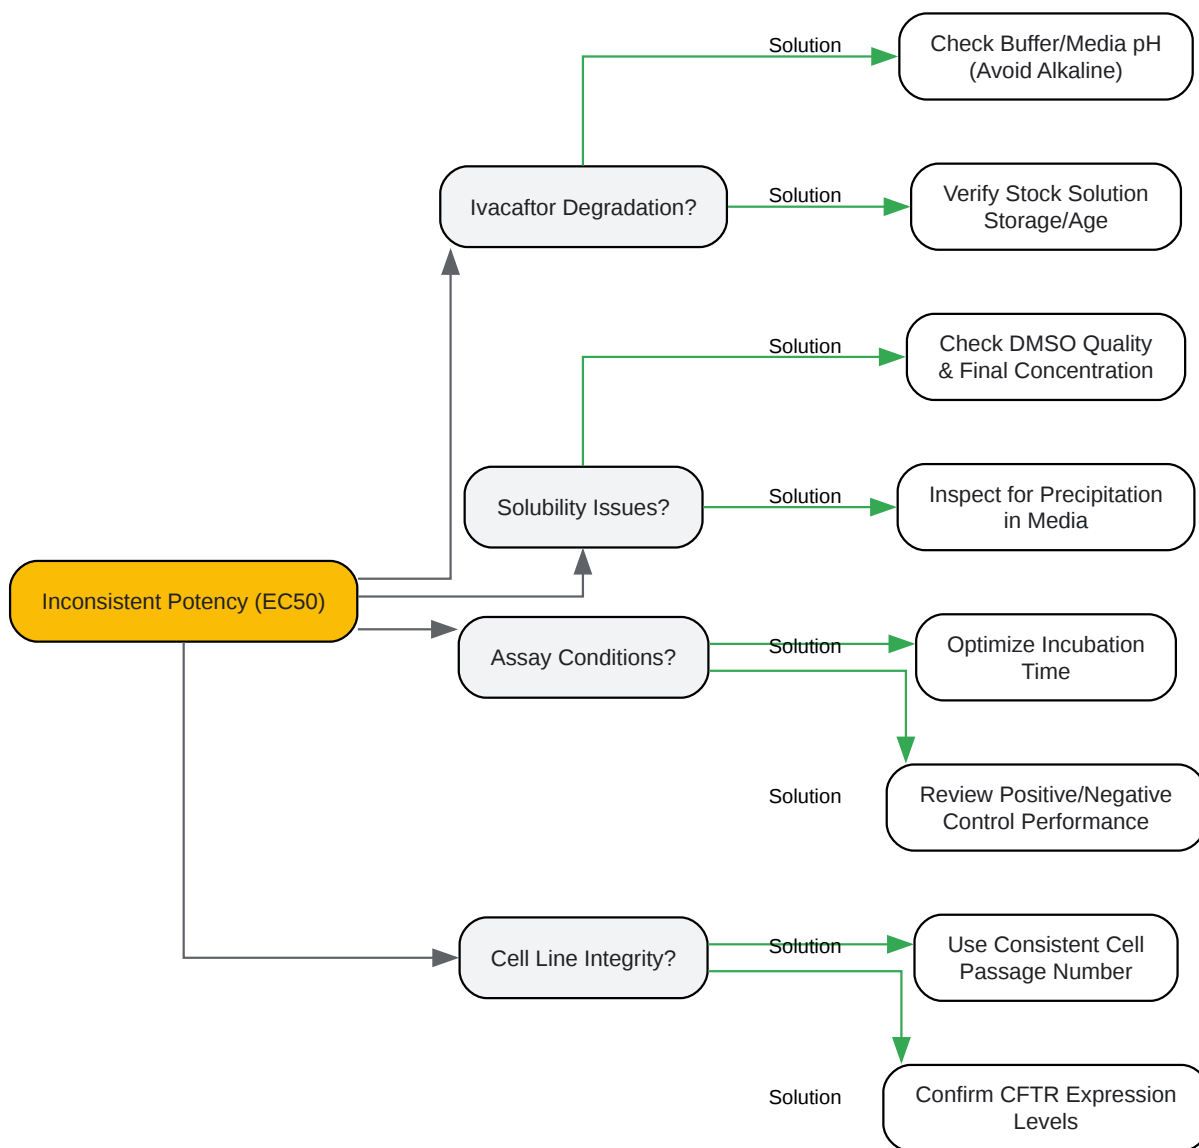 Solution
Check Buffer/Media pH
(Avoid Alkaline)
Ivacaftor Degradation?
Solution
Verify Stock Solution
Storage/Age
Solution
Check DMSO Quality
& Final Concentration
Solubility Issues?
Solution
Inspect for Precipitation
in Media
Inconsistent Potency (EC50)
Assay Conditions?
Solution
Optimize Incubation
Time
Solution
Review Positive/Negative
Control Performance
Cell Line Integrity?
Solution
Use Consistent Cell
Passage Number
Solution
Confirm CFTR Expression
Levels